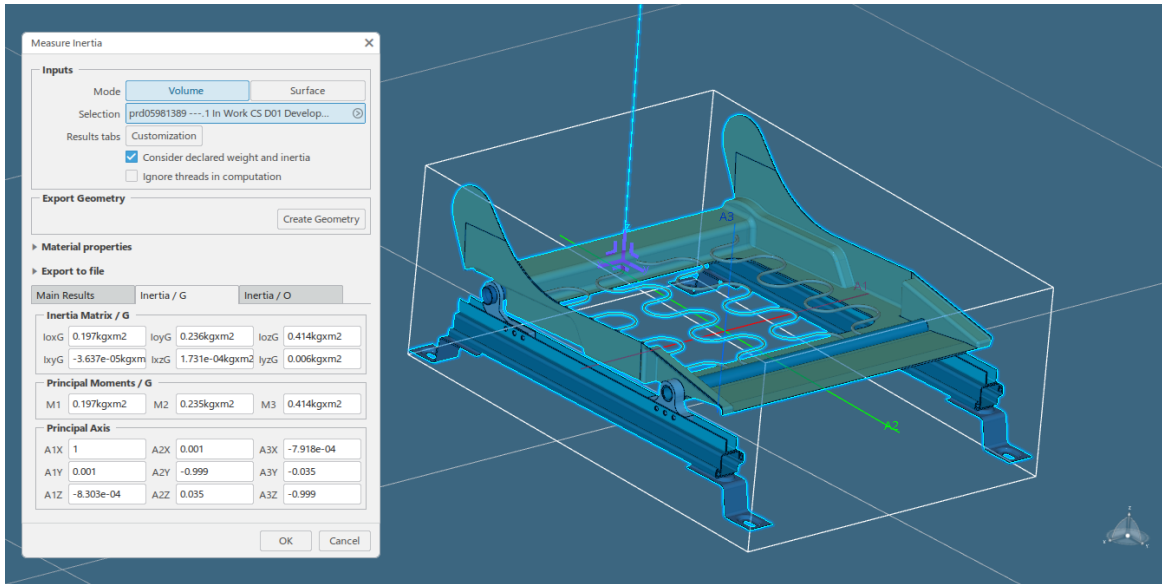 Measure Inertia
Inputs
Mode Volume Surface
Selection prd05981389 ---.1 In Work CS D01 Develop...
Results tabs Customization
Consider declared weight and inertia
Ignore threads in computation
Export Geometry
Create Geometry
Material properties
Export to file
Main Results Inertia / G Inertia / O
Inertia Matrix / G
IoxG 0.197kgxm2 IoyG 0.236kgxm2 IozG 0.414kgxm2
IxyG -3.637e-05kgxm IxzG 1.731e-04kgxm2 IyzG 0.006kgxm2
Principal Moments / G
M1 0.197kgxm2 M2 0.235kgxm2 M3 0.414kgxm2
Principal Axis
A1X 1 A2X 0.001 A3X -7.918e-04
A1Y 0.001 A2Y -0.999 A3Y -0.035
A1Z -8.303e-04 A2Z 0.035 A3Z -0.999
OK Cancel
A3
A1
A2